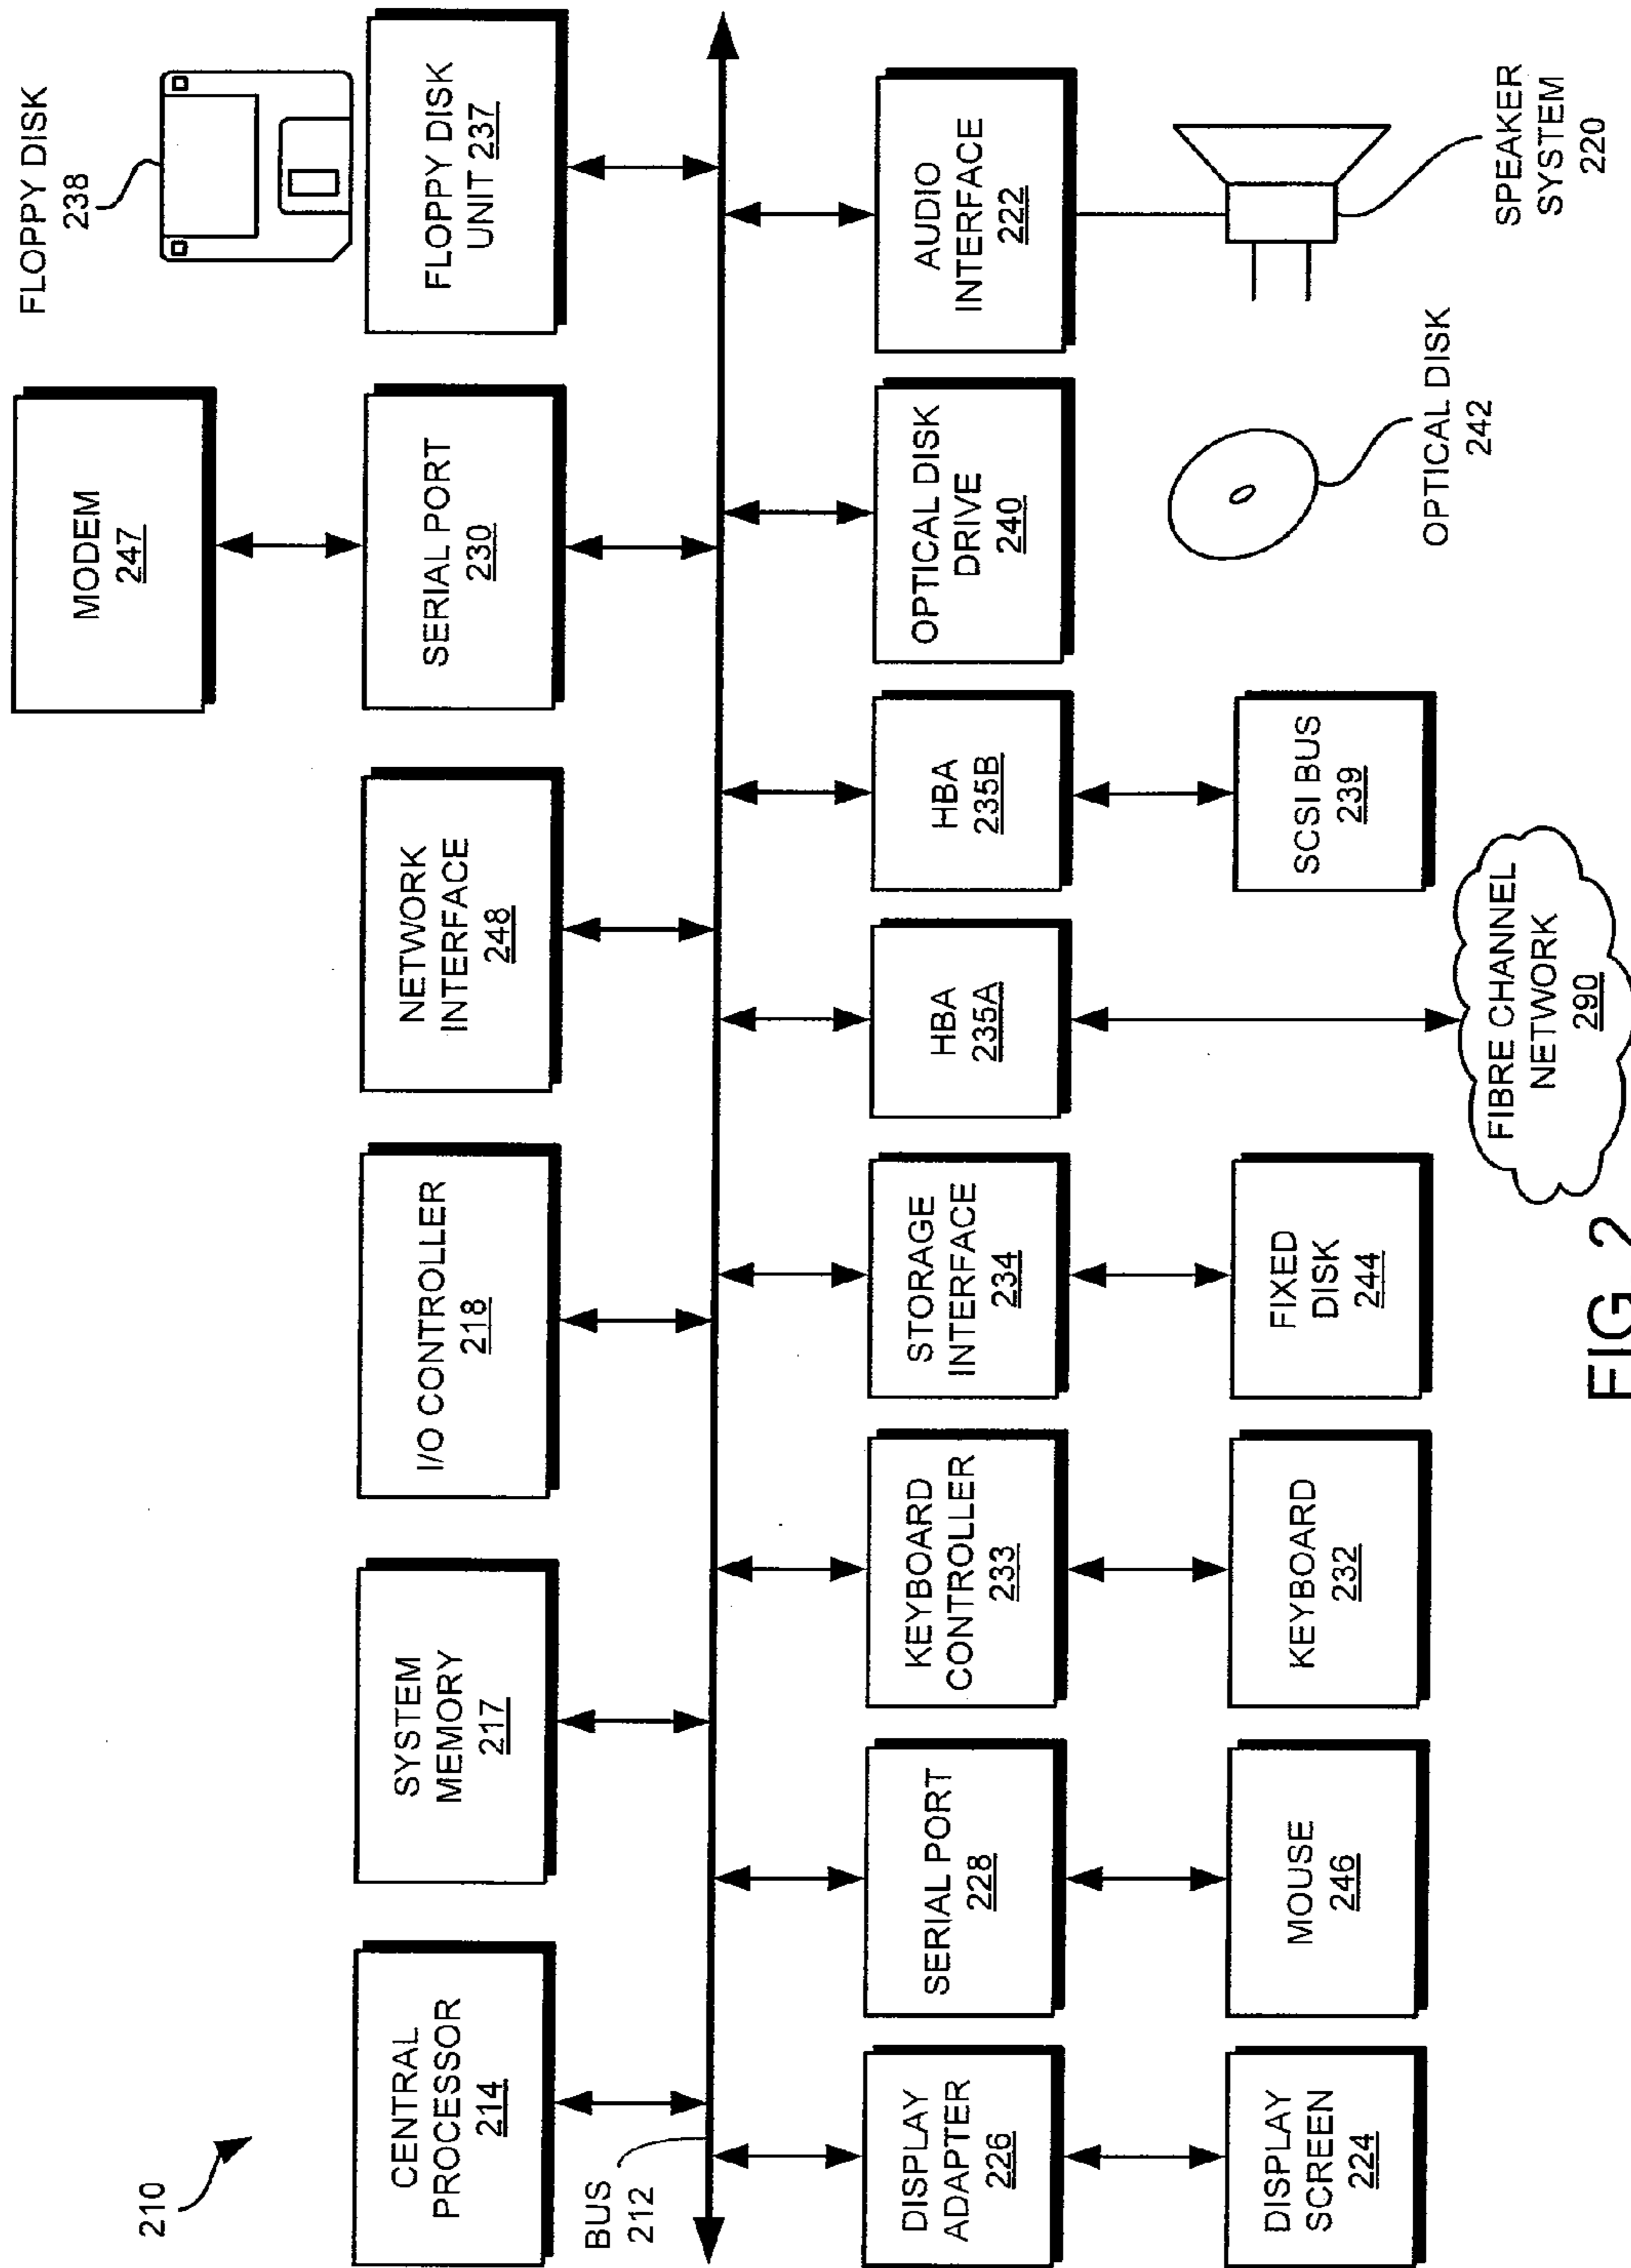 210
CENTRAL
PROCESSOR
214
SYSTEM
MEMORY
217
I/O CONTROLLER
218
NETWORK
INTERFACE
248
MODEM
247
SERIAL PORT
230
FLOPPY DISK
238
FLOPPY DISK
UNIT 237
BUS
212
DISPLAY
ADAPTER
226
SERIAL PORT
228
KEYBOARD
CONTROLLER
233
STORAGE
INTERFACE
234
HBA
235A
HBA
235B
OPTICAL DISK
DRIVE
240
AUDIO
INTERFACE
222
DISPLAY
SCREEN
224
MOUSE
246
KEYBOARD
232
FIXED
DISK
244
FIBRE CHANNEL
NETWORK
290
SCSI BUS
239
OPTICAL DISK
242
SPEAKER
SYSTEM
220
FIG. 2